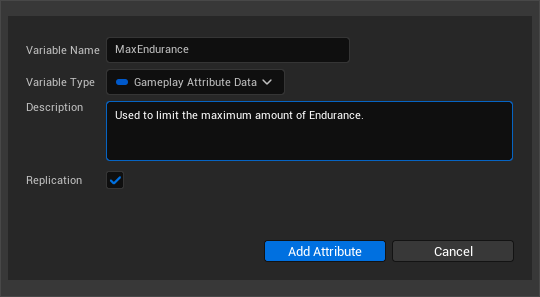 Variable Name MaxEndurance
Variable Type Gameplay Attribute Data
Description Used to limit the maximum amount of Endurance.
Replication
Add Attribute Cancel